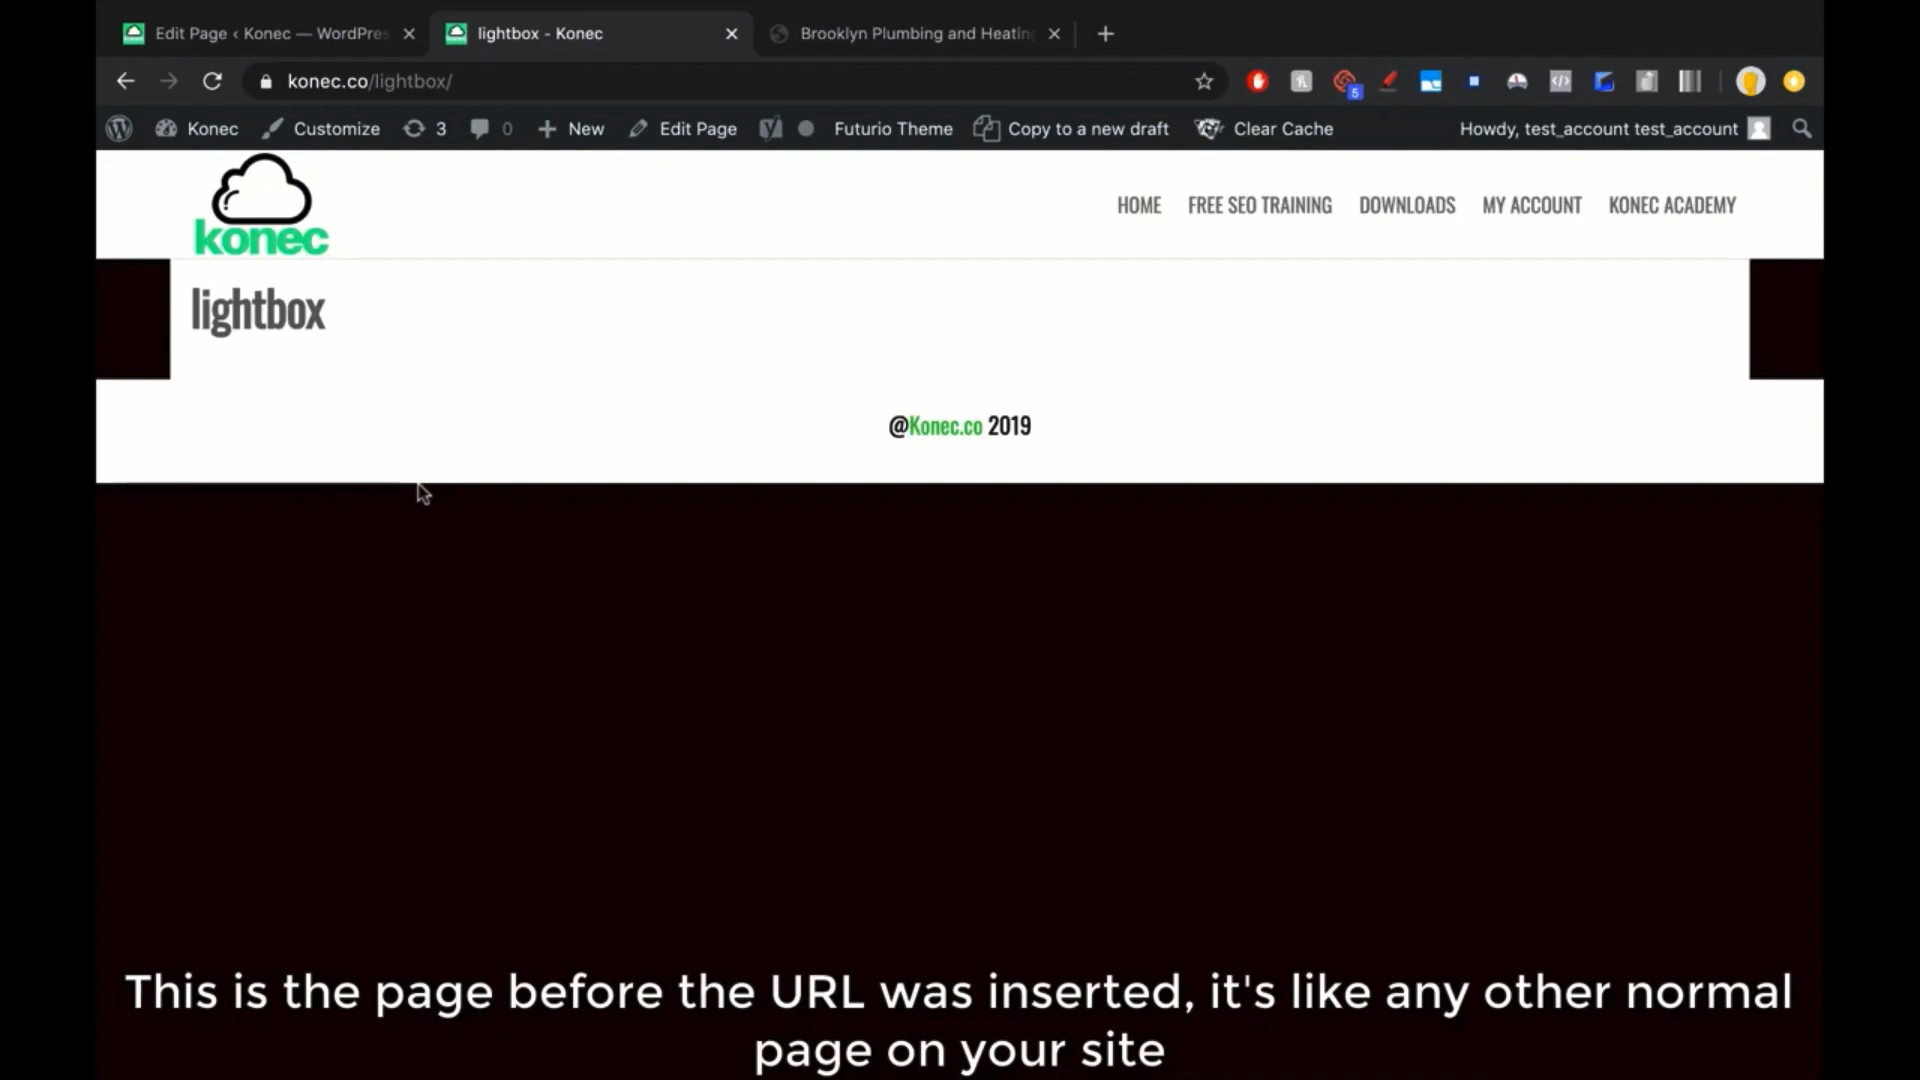 Edit Page ‹ Konec — WordPres
lightbox - Konec
Brooklyn Plumbing and Heatin
konec.co/lightbox/
5
Konec
Customize
3
0
New
Edit Page
Futurio Theme
Copy to a new draft
Clear Cache
Howdy, test_account test_account
konec
HOME
FREE SEO TRAINING
DOWNLOADS
MY ACCOUNT
KONEC ACADEMY
lightbox
@Konec.co 2019
This is the page before the URL was inserted, it's like any other normal
page on your site